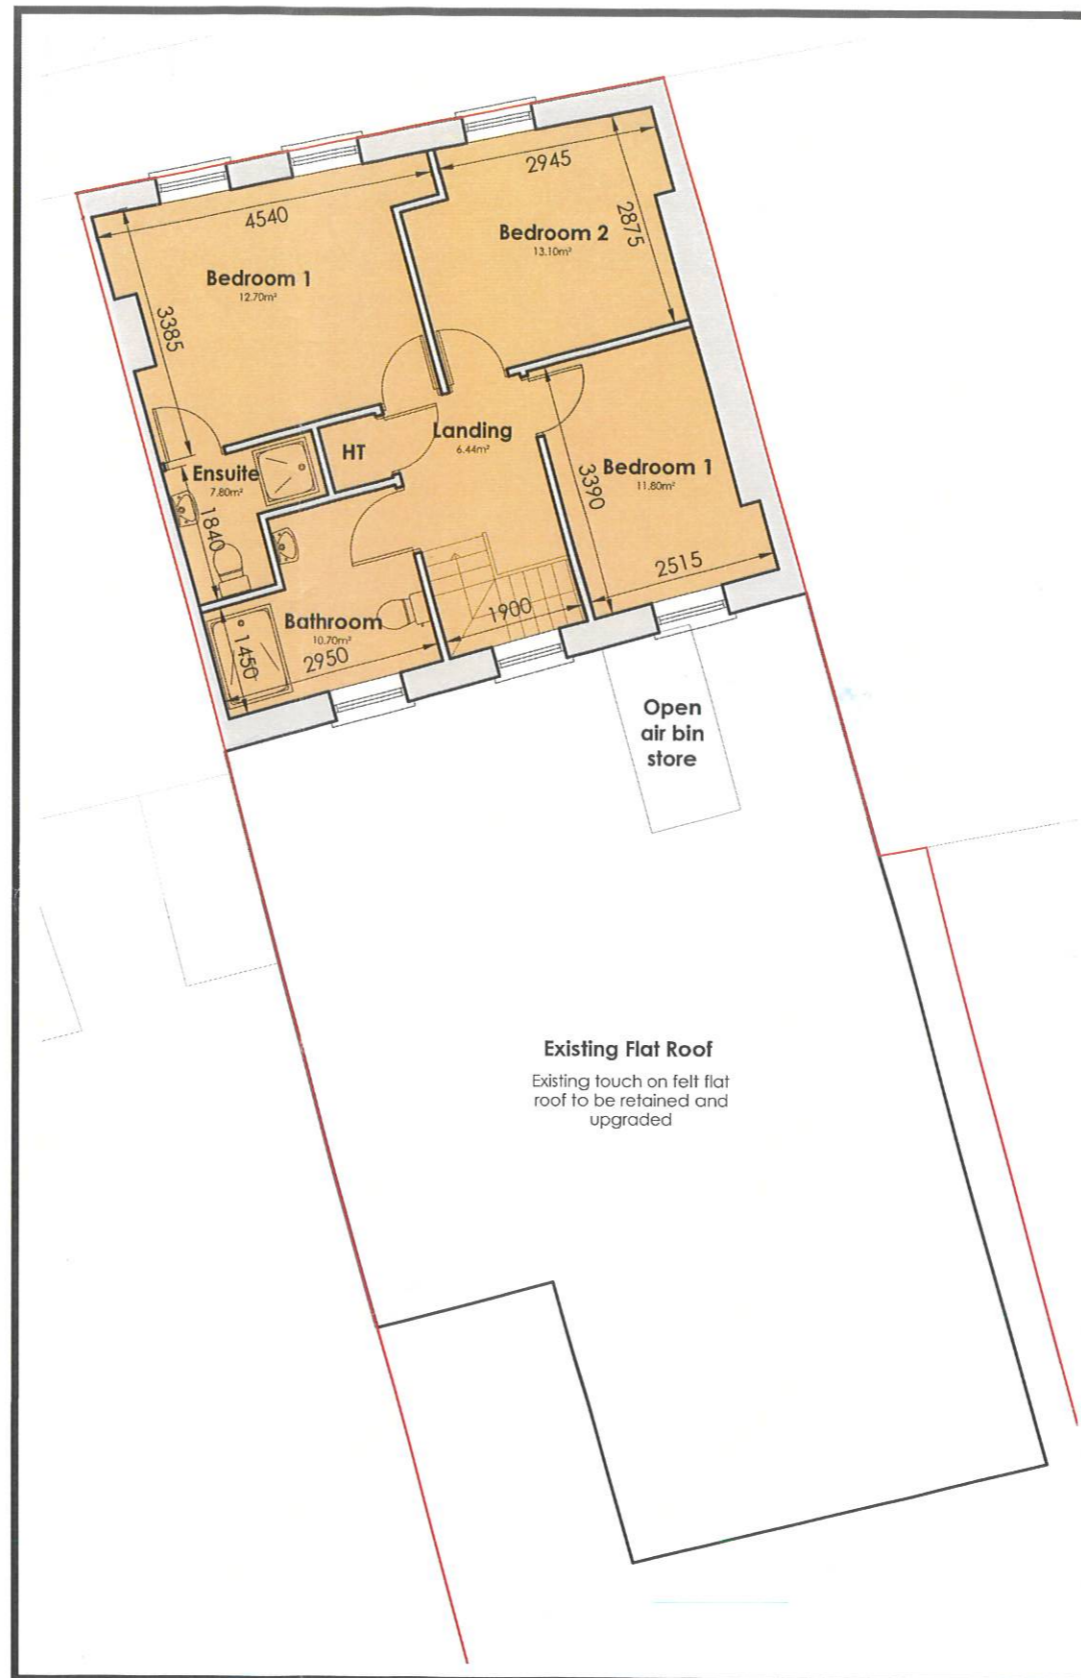 2945
4540
2875
Bedroom 2
13.10m²
Bedroom 1
12.70m²
3385
Landing
6.44m²
HT
Ensuite
7.80m²
Bedroom 1
11.80m²
3390
1840
2515
1900
Bathroom
10.70m²
1450
2950
Open
air bin
store
Existing Flat Roof
Existing touch on felt flat
roof to be retained and
upgraded